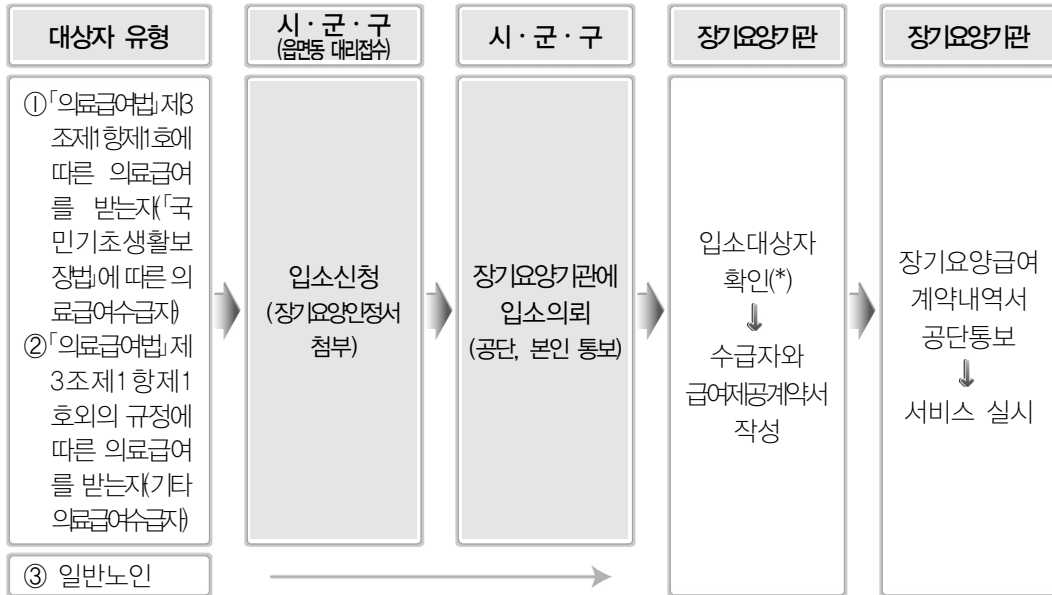 대상자 유형
시·군·구
(읍면동 대리접수)
시·군·구
장기요양기관
장기요양기관
①「의료급여법」제3
조제1항제1호에
따른 의료급여
를 받는자(「국
민기초생활보
장법」에 따른 의
료급여수급자)
②「의료급여법」제
3조제1항제1
호외의 규정에
따른 의료급여
를 받는자(기타
의료급여수급자)
③ 일반노인
입소신청
(장기요양인정서
첨부)
장기요양기관에
입소의뢰
(공단, 본인 통보)
입소대상자
확인(*)
⇓
수급자와
급여제공계약서
작성
장기요양급여
계약내역서
공단통보
⇓
서비스 실시